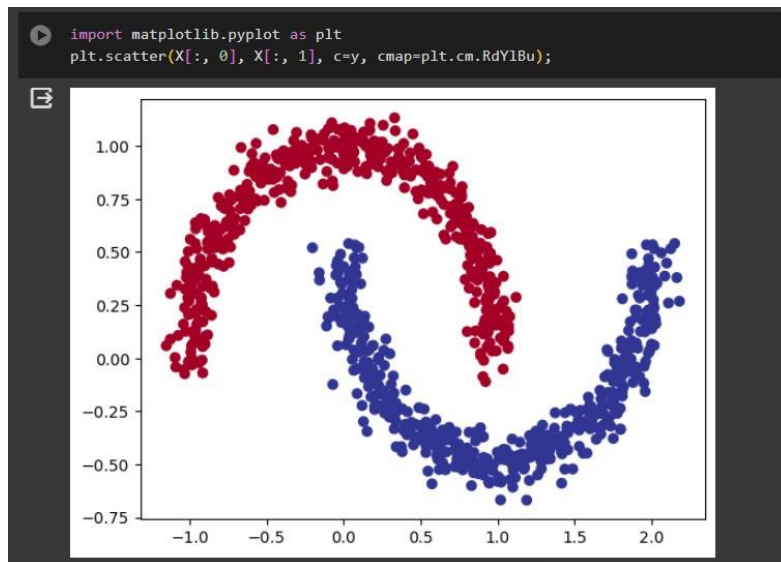 import matplotlib.pyplot as plt
plt.scatter(X[:, 0], X[:, 1], c=y, cmap=plt.cm.RdYlBu);
1.00
0.75
0.50
0.25
0.00
−0.25
−0.50
−0.75
−1.0 −0.5 0.0 0.5 1.0 1.5 2.0